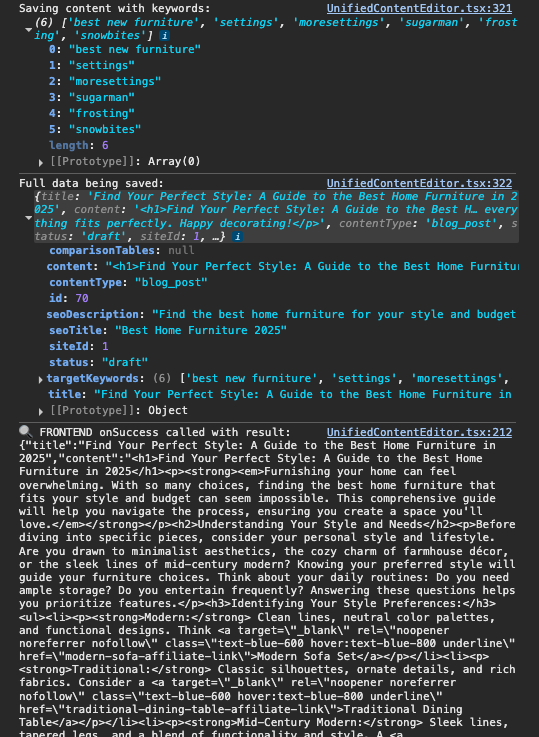 Saving content with keywords: UnifiedContentEditor.tsx:321
(6) ['best new furniture', 'settings', 'moresettings', 'sugarman', 'frost
ing', 'snowbites'] i
0: "best new furniture"
1: "settings"
2: "moresettings"
3: "sugarman"
4: "frosting"
5: "snowbites"
length: 6
[[Prototype]]: Array(0)
Full data being saved: UnifiedContentEditor.tsx:322
{title: 'Find Your Perfect Style: A Guide to the Best Home Furniture in 2
025', content: '<h1>Find Your Perfect Style: A Guide to the Best H… every
thing fits perfectly. Happy decorating!</p>', contentType: 'blog_post', s
tatus: 'draft', siteId: 1, …} i
comparisonTables: null
content: "<h1>Find Your Perfect Style: A Guide to the Best Home Furnitu
contentType: "blog_post"
id: 70
seoDescription: "Find the best home furniture for your style and budget
seoTitle: "Best Home Furniture 2025"
siteId: 1
status: "draft"
targetKeywords: (6) ['best new furniture', 'settings', 'moresettings',
title: "Find Your Perfect Style: A Guide to the Best Home Furniture in
[[Prototype]]: Object
🔍 FRONTEND onSuccess called with result: UnifiedContentEditor.tsx:212
{"title":"Find Your Perfect Style: A Guide to the Best Home Furniture in
2025","content":"<h1>Find Your Perfect Style: A Guide to the Best Home
Furniture in 2025</h1><p><strong><em>Furnishing your home can feel
overwhelming. With so many choices, finding the best home furniture that
fits your style and budget can seem impossible. This comprehensive guide
will help you navigate the process, ensuring you create a space you'll
love.</em></strong></p><h2>Understanding Your Style and Needs</h2><p>Before
diving into specific pieces, consider your personal style and lifestyle.
Are you drawn to minimalist aesthetics, the cozy charm of farmhouse décor,
or the sleek lines of mid-century modern? Knowing your preferred style will
guide your furniture choices. Think about your daily routines: Do you need
ample storage? Do you entertain frequently? Answering these questions helps
you prioritize features.</p><h3>Identifying Your Style Preferences:</h3>
<ul><li><p><strong>Modern:</strong> Clean lines, neutral color palettes,
and functional designs. Think <a target=\"_blank\" rel=\"noopener
noreferrer nofollow\" class=\"text-blue-600 hover:text-blue-800 underline\"
href=\"modern-sofa-affiliate-link\">Modern Sofa Set</a></p></li><li><p>
<strong>Traditional:</strong> Classic silhouettes, ornate details, and rich
fabrics. Consider a <a target=\"_blank\" rel=\"noopener noreferrer
nofollow\" class=\"text-blue-600 hover:text-blue-800 underline\"
href=\"traditional-dining-table-affiliate-link\">Traditional Dining
Table</a></p></li><li><p><strong>Mid-Century Modern:</strong> Sleek lines,
tapered legs, and a blend of functionality and style. A <a